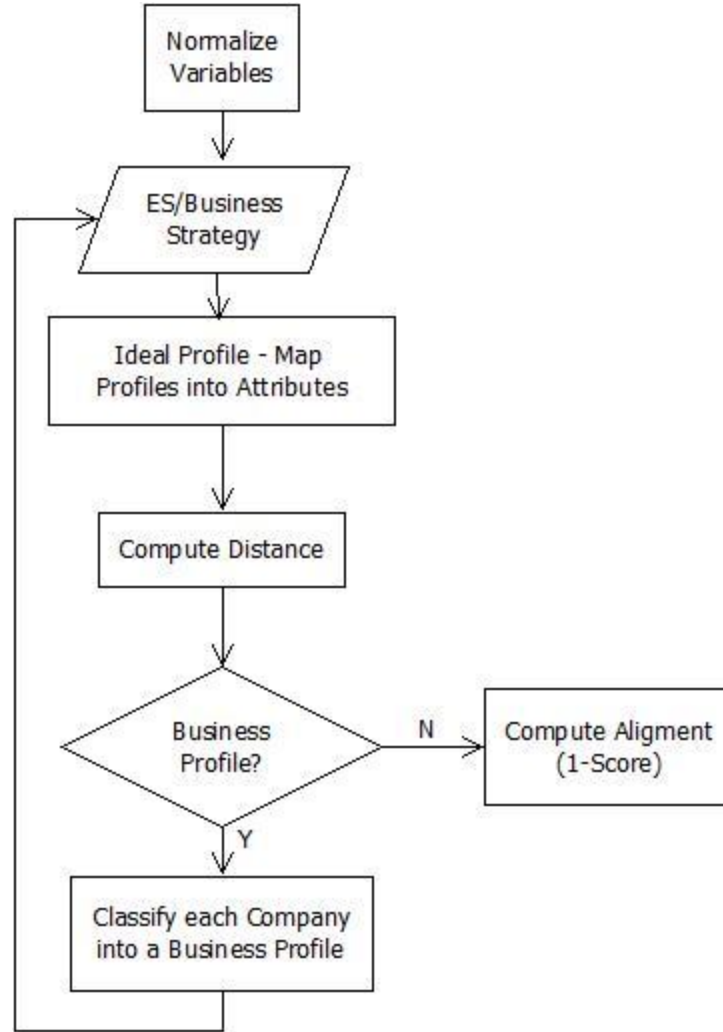 Normalize
Variables
ES/Business
Strategy
Ideal Profile - Map
Profiles into Attributes
Compute Distance
Business
Profile?
N
Compute Aligment
(1-Score)
Y
Classify each Company
into a Business Profile